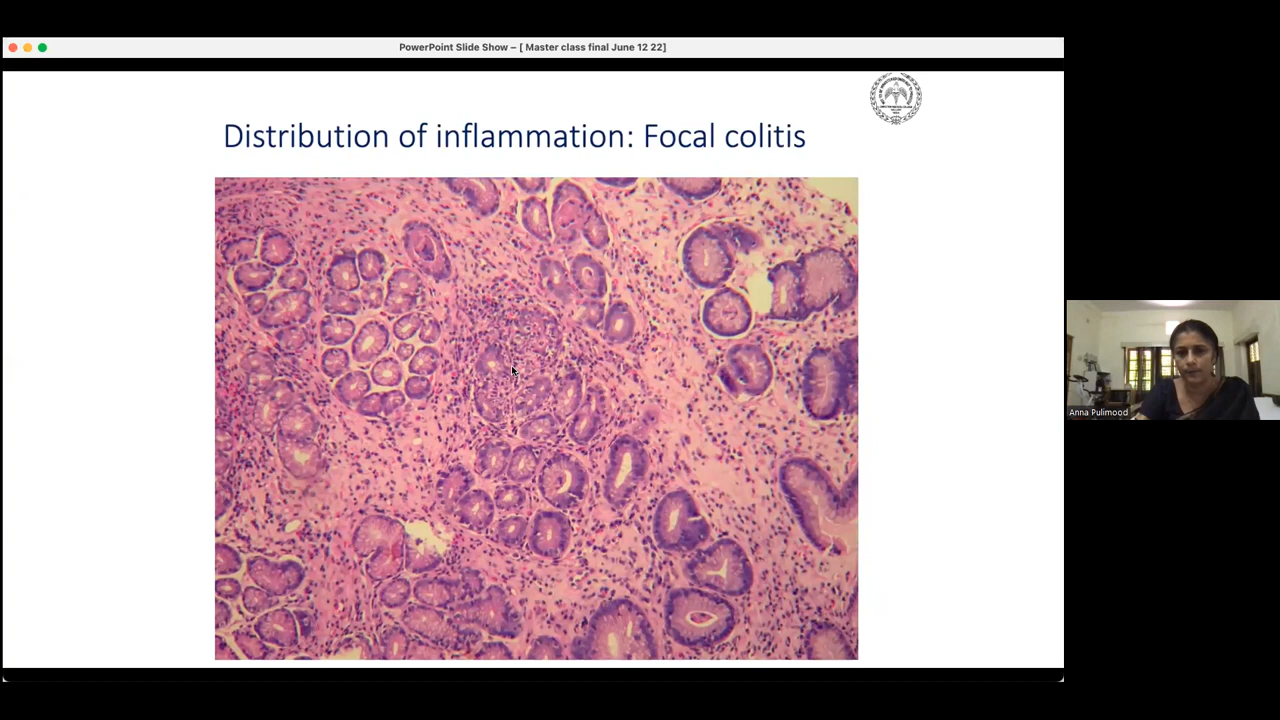 PowerPoint Slide Show – [ Master class final June 12 22]
Distribution of inflammation: Focal colitis
Anna Pulimood